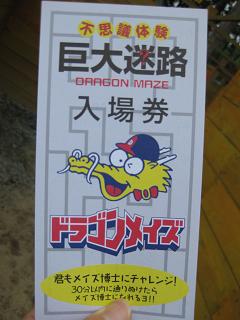 不思議体験
巨大迷路
DRAGON MAZE
入場券
ドラゴンメイズ
君もメイズ博士にチャレンジ!
30分以内に通りぬけたら
メイズ博士になれるヨ!!